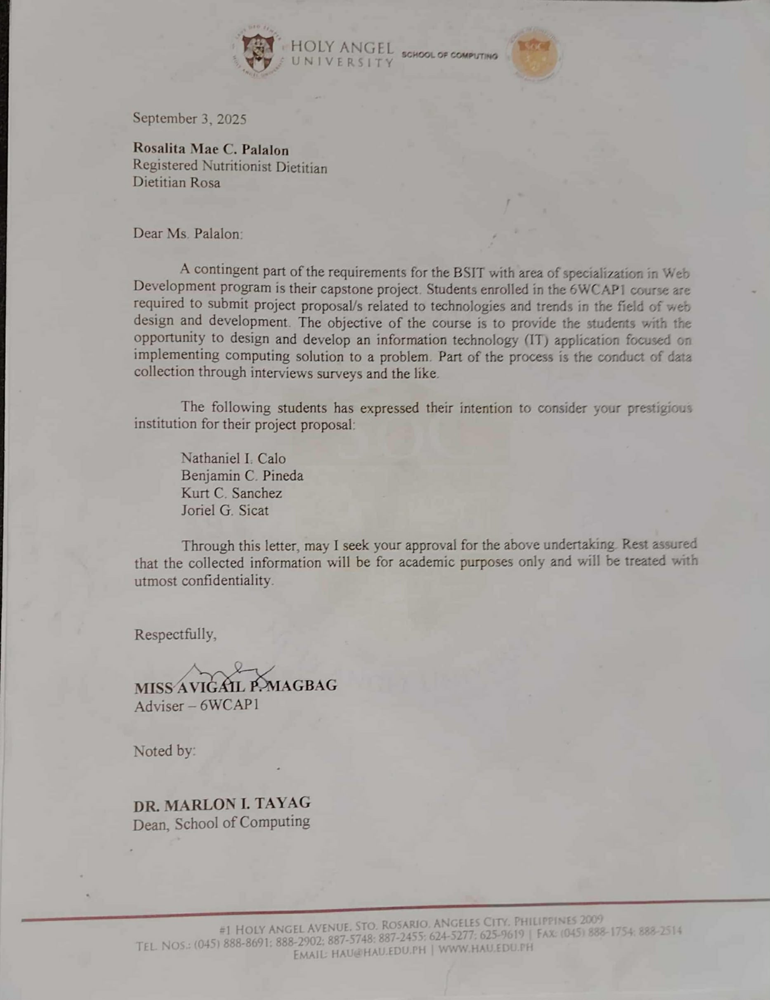 HOLY ANGEL
UNIVERSITY
SCHOOL OF COMPUTING
SOC
September 3, 2025
Rosalita Mae C. Palalon
Registered Nutritionist Dietitian
Dietitian Rosa
Dear Ms. Palalon:
A contingent part of the requirements for the BSIT with area of specialization in Web
Development program is their capstone project. Students enrolled in the 6WCAP1 course are
required to submit project proposal/s related to technologies and trends in the field of web
design and development. The objective of the course is to provide the students with the
opportunity to design and develop an information technology (IT) application focused on
implementing computing solution to a problem. Part of the process is the conduct of data
collection through interviews surveys and the like.
The following students has expressed their intention to consider your prestigious
institution for their project proposal:
SOC
Nathaniel I. Calo
Benjamin C. Pineda
Kurt C. Sanchez
Joriel G. Sicat
Through this letter, may I seek your approval for the above undertaking. Rest assured
that the collected information will be for academic purposes only and will be treated with
utmost confidentiality.
Respectfully,
MISS AVIGAIL P. MAGBAG
Adviser – 6WCAP1
Noted by:
DR. MARLON I. TAYAG
Dean, School of Computing
#1 HOLY ANGEL AVENUE, STO. ROSARIO, ANGELES CITY, PHILIPPINES 2009
TEL. NOS.: (045) 888-8691; 888-2902; 887-5748; 887-2455; 624-5277; 625-9619 | FAX: (045) 888-1754; 888-2514
EMAIL: HAU@HAU.EDU.PH | WWW.HAU.EDU.PH